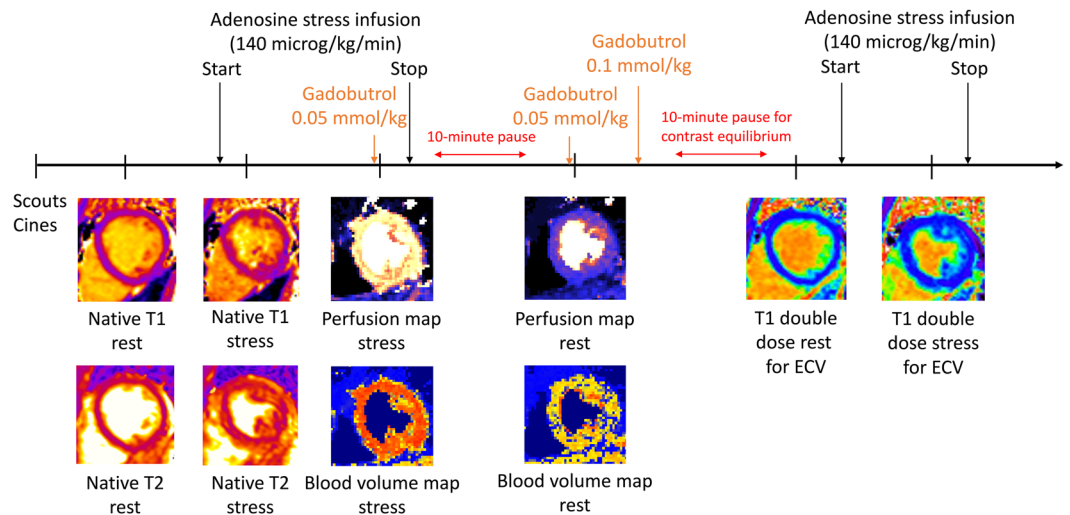 Adenosine stress infusion
(140 microg/kg/min)
Start
Stop
Gadobutrol
0.05 mmol/kg
10-minute pause
Gadobutrol
0.05 mmol/kg
Gadobutrol
0.1 mmol/kg
10-minute pause for
contrast equilibrium
Adenosine stress infusion
(140 microg/kg/min)
Start
Stop
Scouts
Cines
Native T1
rest
Native T1
stress
Perfusion map
stress
Perfusion map
rest
T1 double
dose rest
for ECV
T1 double
dose stress
for ECV
Native T2
rest
Native T2
stress
Blood volume map
stress
Blood volume map
rest